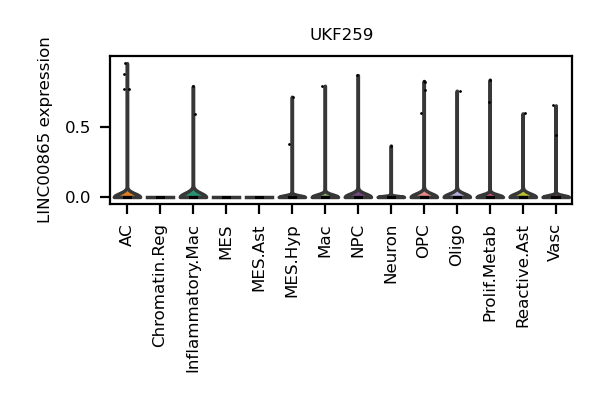 UKF259
LINC00865 expression
0.5
0.0
AC
Chromatin.Reg
Inflammatory.Mac
MES
MES.Ast
MES.Hyp
Mac
NPC
Neuron
OPC
Oligo
Prolif.Metab
Reactive.Ast
Vasc